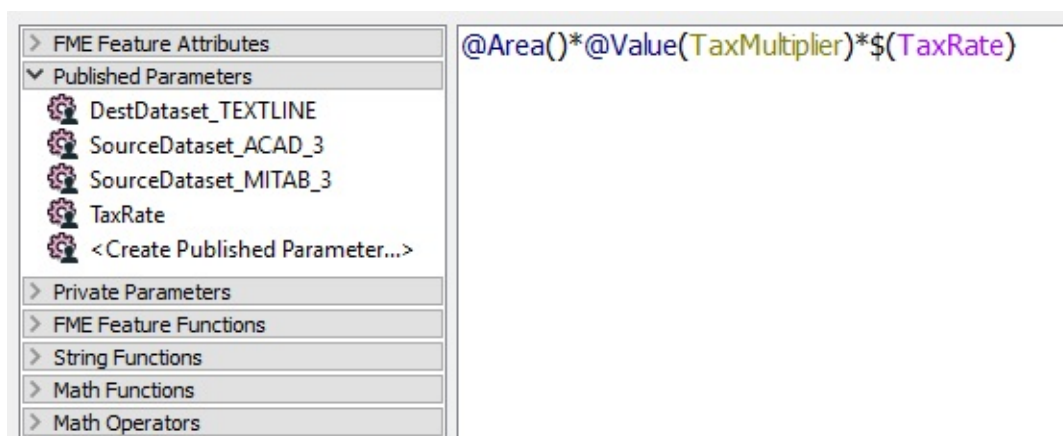 FME Feature Attributes
Published Parameters
DestDataset_TEXTLINE
SourceDataset_ACAD_3
SourceDataset_MITAB_3
TaxRate
<Create Published Parameter...>
Private Parameters
FME Feature Functions
String Functions
Math Functions
Math Operators
@Area()*@Value(TaxMultiplier)*$(TaxRate)